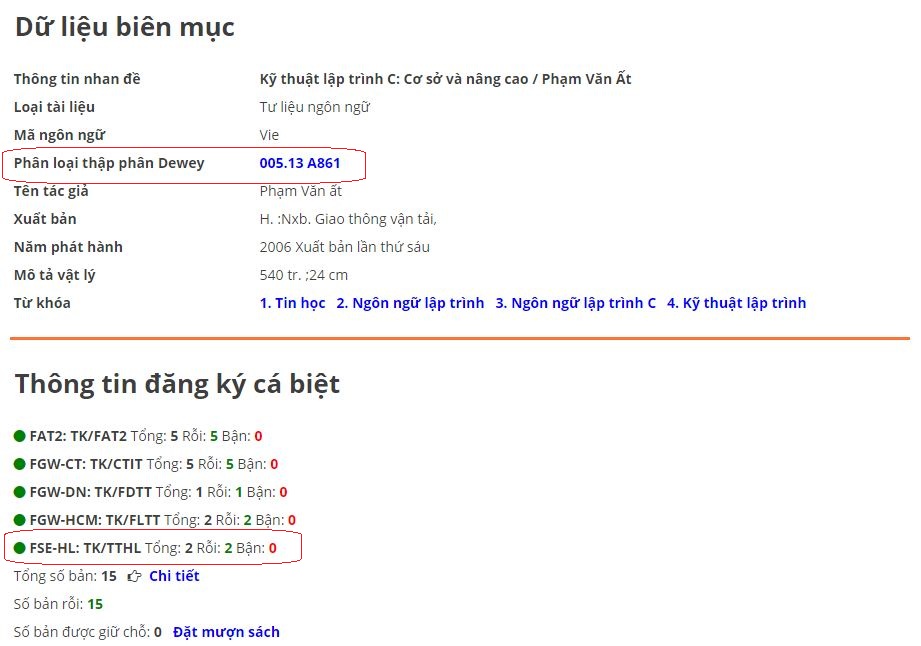 Dữ liệu biên mục
Thông tin nhan đề Kỹ thuật lập trình C: Cơ sở và nâng cao / Phạm Văn Ất
Loại tài liệu Tư liệu ngôn ngữ
Mã ngôn ngữ Vie
Phân loại thập phân Dewey 005.13 A861
Tên tác giả Phạm Văn ất
Xuất bản H. :Nxb. Giao thông vận tải,
Năm phát hành 2006 Xuất bản lần thứ sáu
Mô tả vật lý 540 tr. ;24 cm
Từ khóa 1. Tin học 2. Ngôn ngữ lập trình 3. Ngôn ngữ lập trình C 4. Kỹ thuật lập trình
Thông tin đăng ký cá biệt
FAT2: TK/FAT2 Tổng: 5 Rỗi: 5 Bận: 0
FGW-CT: TK/CTIT Tổng: 5 Rỗi: 5 Bận: 0
FGW-DN: TK/FDTT Tổng: 1 Rỗi: 1 Bận: 0
FGW-HCM: TK/FLTT Tổng: 2 Rỗi: 2 Bận: 0
FSE-HL: TK/TTHL Tổng: 2 Rỗi: 2 Bận: 0
Tổng số bản: 15 Chi tiết
Số bản rỗi: 15
Số bản được giữ chỗ: 0 Đặt mượn sách